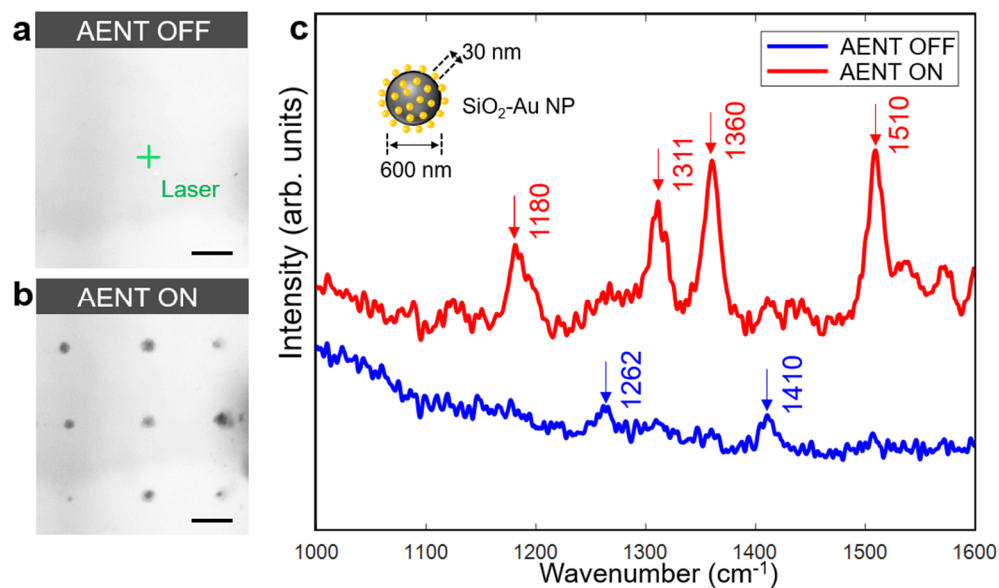 a
AENT OFF
Laser
b
AENT ON
c
30 nm
SiO₂-Au NP
600 nm
AENT OFF
AENT ON
1180
1311
1360
1510
1262
1410
Intensity (arb. units)
1000 1100 1200 1300 1400 1500 1600
Wavenumber (cm⁻¹)